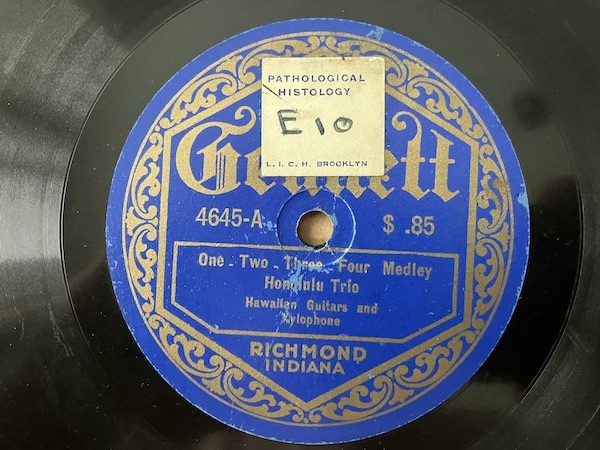 PATHOLOGICAL
HISTOLOGY
E10
L. I. C. H. BROOKLYN
Gennett
4645-A
$ .85
One - Two - Three - Four Medley
Honolulu Trio
Hawaiian Guitars and
Xylophone
RICHMOND
INDIANA